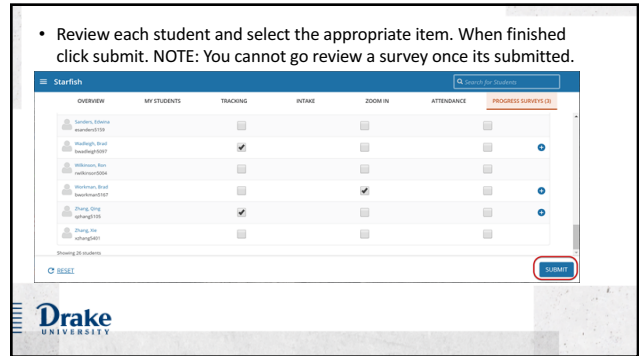 • Review each student and select the appropriate item. When finished
click submit. NOTE: You cannot go review a survey once its submitted.
Starfish
Search for Students
OVERVIEW MY STUDENTS TRACKING INTAKE ZOOM IN ATTENDANCE PROGRESS SURVEYS (3)
Sanders, Edwina
esanders5159
Wadleigh, Brad
bwadleigh5097
Wilkinson, Ren
rwilkinson5064
Workman, Brad
bworkman5107
Zhang, Qing
qzhang5105
Zhang, Xe
xzhang5401
Showing 20 students
RESET
SUBMIT
Drake
UNIVERSITY